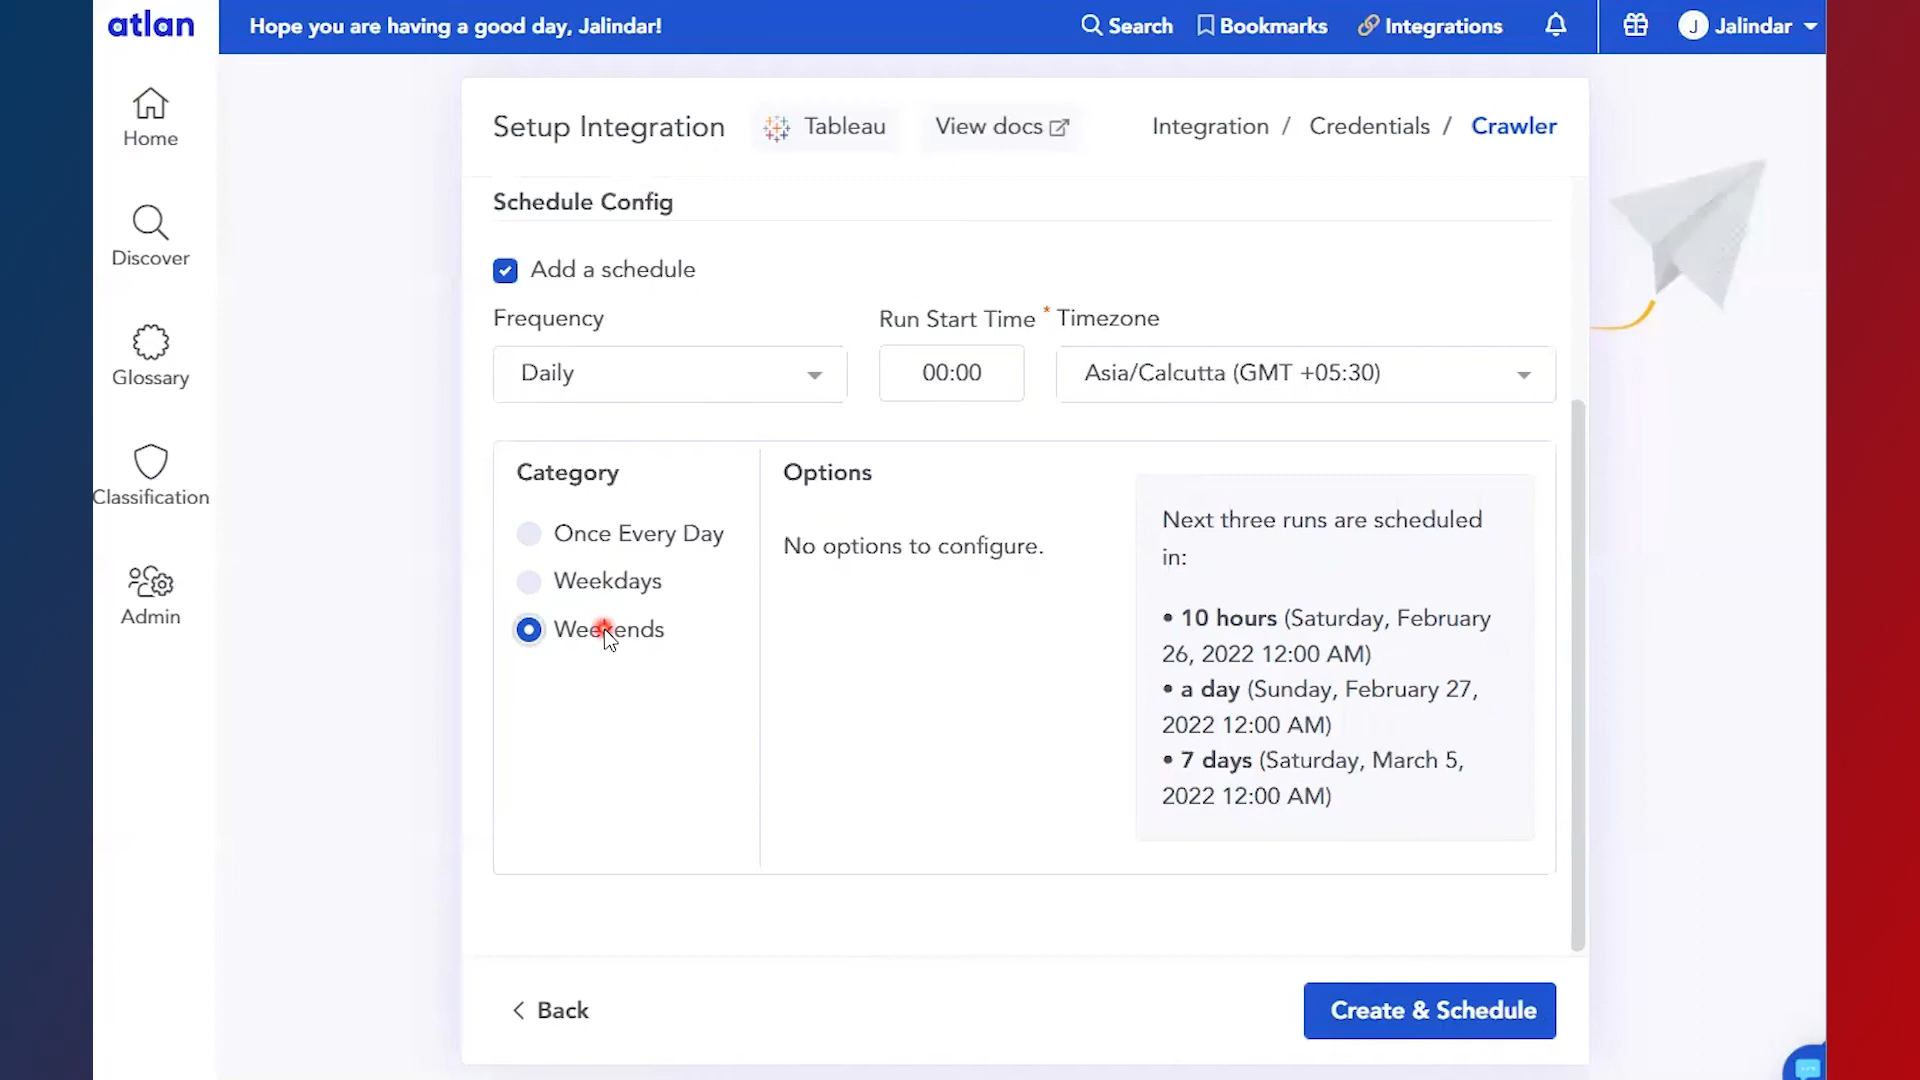 atlan
Hope you are having a good day, Jalindar!
Search
Bookmarks
Integrations
J
Jalindar
Home
Discover
Glossary
Classification
Admin
Setup Integration
Tableau
View docs
Integration / Credentials / Crawler
Schedule Config
Add a schedule
Frequency
Run Start Time *
Timezone
Daily
00:00
Asia/Calcutta (GMT +05:30)
Category
Once Every Day
Weekdays
Weekends
Options
No options to configure.
Next three runs are scheduled
in:
• 10 hours (Saturday, February
26, 2022 12:00 AM)
• a day (Sunday, February 27,
2022 12:00 AM)
• 7 days (Saturday, March 5,
2022 12:00 AM)
Back
Create & Schedule